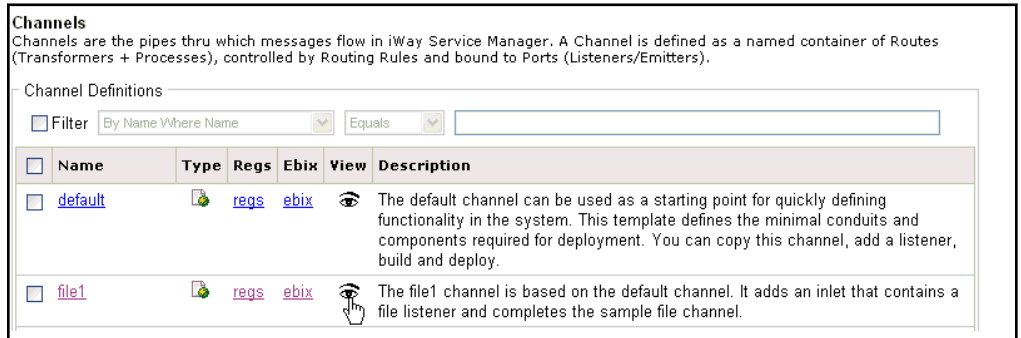 Channels
Channels are the pipes thru which messages flow in iWay Service Manager. A Channel is defined as a named container of Routes
(Transformers + Processes), controlled by Routing Rules and bound to Ports (Listeners/Emitters).
Channel Definitions
Filter By Name Where Name Equals
Name Type Regs Ebix View Description
default regs ebix The default channel can be used as a starting point for quickly defining
functionality in the system. This template defines the minimal conduits and
components required for deployment. You can copy this channel, add a listener,
build and deploy.
file1 regs ebix The file1 channel is based on the default channel. It adds an inlet that contains a
file listener and completes the sample file channel.